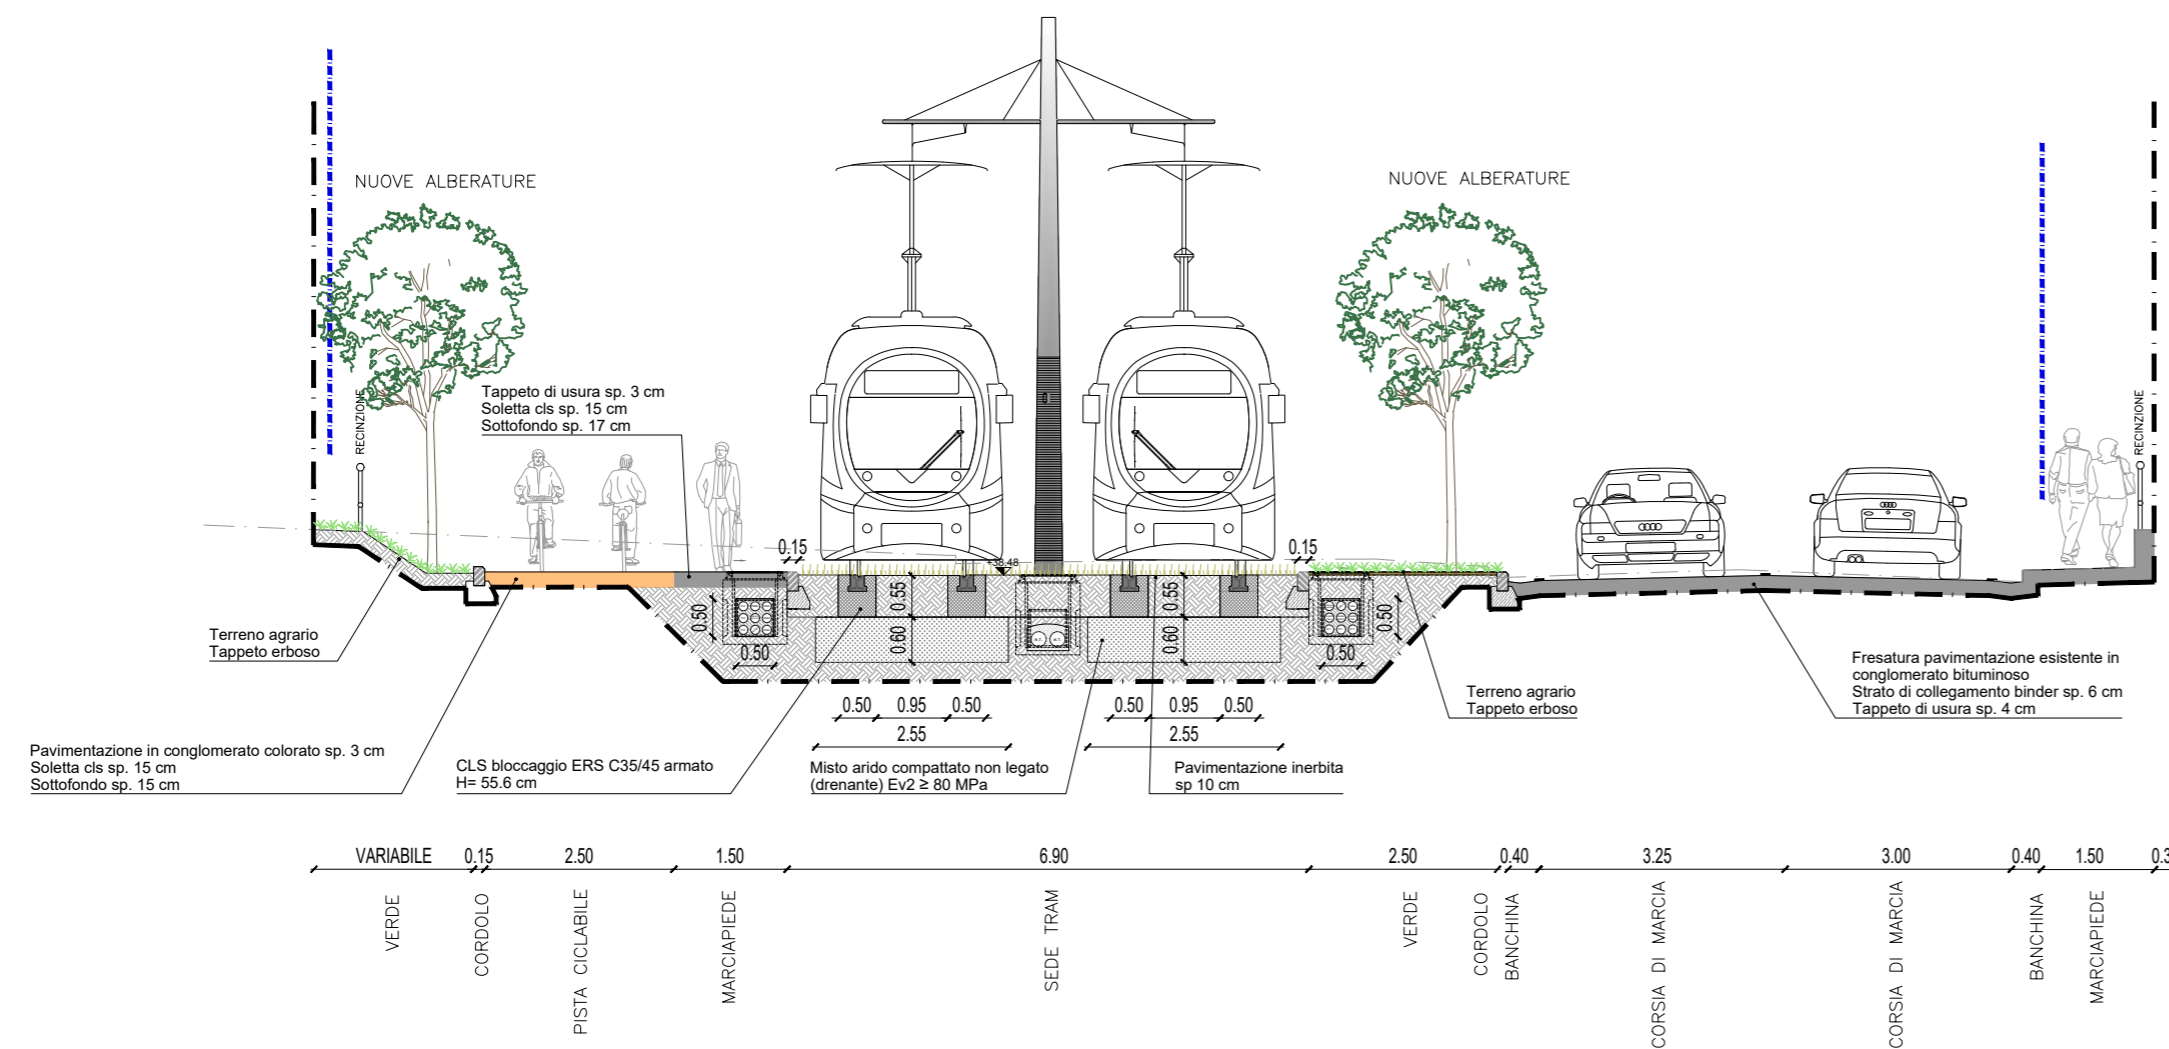 NUOVE ALBERATURE
NUOVE ALBERATURE
RECINZIONE
RECINZIONE
Tappeto di usura sp. 3 cm
Soletta cls sp. 15 cm
Sottofondo sp. 17 cm
0.15
0.15
+38.48
0.50
0.50
0.55
0.60
0.55
0.60
0.50
0.50
Terreno agrario
Tappeto erboso
Terreno agrario
Tappeto erboso
Fresatura pavimentazione esistente in
conglomerato bituminoso
Strato di collegamento binder sp. 6 cm
Tappeto di usura sp. 4 cm
0.50 0.95 0.50
2.55
0.50 0.95 0.50
2.55
Pavimentazione in conglomerato colorato sp. 3 cm
Soletta cls sp. 15 cm
Sottofondo sp. 15 cm
CLS bloccaggio ERS C35/45 armato
H= 55.6 cm
Misto arido compattato non legato
(drenante) Ev2 ≥ 80 MPa
Pavimentazione inerbita
sp 10 cm
VARIABILE 0.15 2.50 1.50 6.90 2.50 0.40 3.25 3.00 0.40 1.50 0.3
VERDE
CORDOLO
PISTA CICLABILE
MARCIAPIEDE
SEDE TRAM
VERDE
CORDOLO
BANCHINA
CORSIA DI MARCIA
CORSIA DI MARCIA
BANCHINA
MARCIAPIEDE